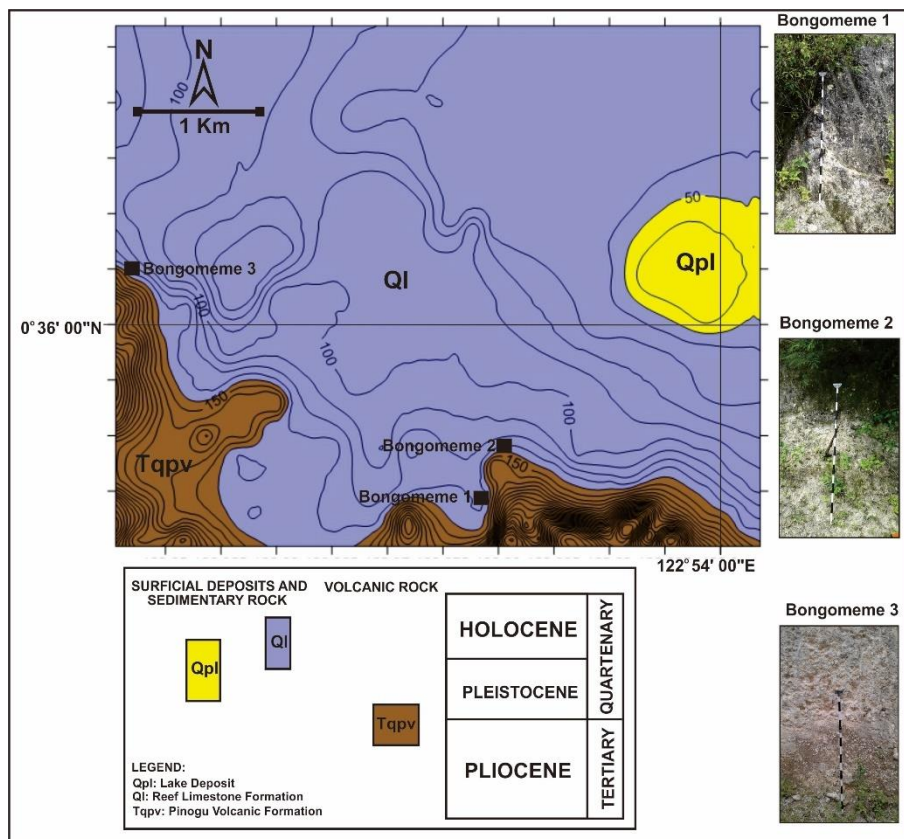 Bongomeme 1
N
1 Km
100
50
Qpl
Ql
Bongomeme 3
100
0° 36' 00"N
Bongomeme 2
100
100
150
Tqpv
Bongomeme 2
150
Bongomeme 1
122° 54' 00"E
Bongomeme 3
SURFICIAL DEPOSITS AND
SEDIMENTARY ROCK
VOLCANIC ROCK
Qpl
Ql
Tqpv
HOLOCENE
PLEISTOCENE
PLIOCENE
QUARTENARY
TERTIARY
LEGEND:
Qpl: Lake Deposit
Ql: Reef Limestone Formation
Tqpv: Pinogu Volcanic Formation